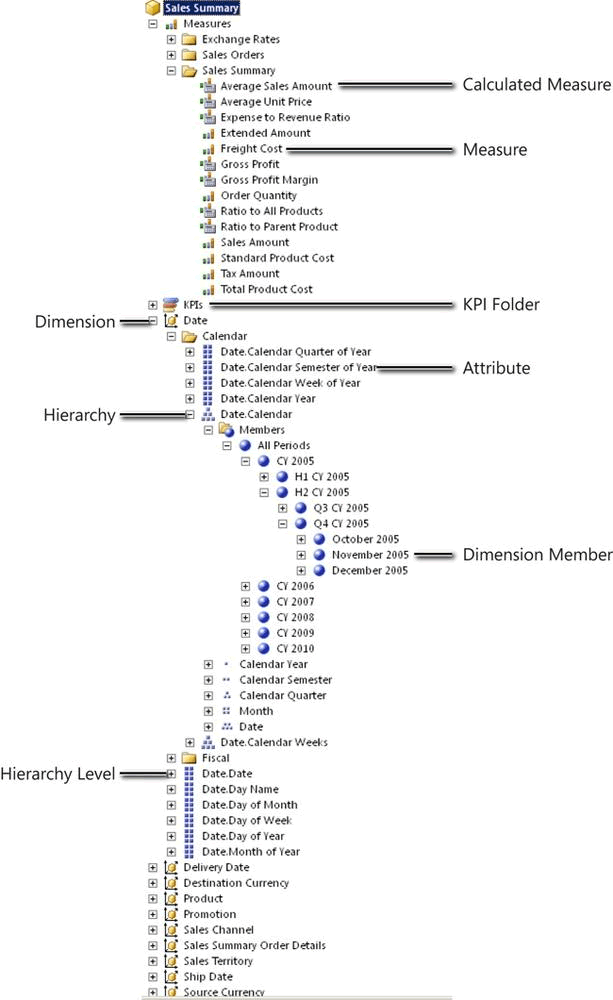 Sales Summary
Measures
Exchange Rates
Sales Orders
Sales Summary
Average Sales Amount Calculated Measure
Average Unit Price
Expense to Revenue Ratio
Extended Amount
Freight Cost Measure
Gross Profit
Gross Profit Margin
Order Quantity
Ratio to All Products
Ratio to Parent Product
Sales Amount
Standard Product Cost
Tax Amount
Total Product Cost
KPIs KPI Folder
Dimension Date
Calendar
Date.Calendar Quarter of Year
Date.Calendar Semester of Year Attribute
Date.Calendar Week of Year
Date.Calendar Year
Hierarchy Date.Calendar
Members
All Periods
CY 2005
H1 CY 2005
H2 CY 2005
Q3 CY 2005
Q4 CY 2005
October 2005
November 2005 Dimension Member
December 2005
CY 2006
CY 2007
CY 2008
CY 2009
CY 2010
Calendar Year
Calendar Semester
Calendar Quarter
Month
Date
Date.Calendar Weeks
Fiscal
Hierarchy Level Date.Date
Date.Day Name
Date.Day of Month
Date.Day of Week
Date.Day of Year
Date.Month of Year
Delivery Date
Destination Currency
Product
Promotion
Sales Channel
Sales Summary Order Details
Sales Territory
Ship Date
Source Currency